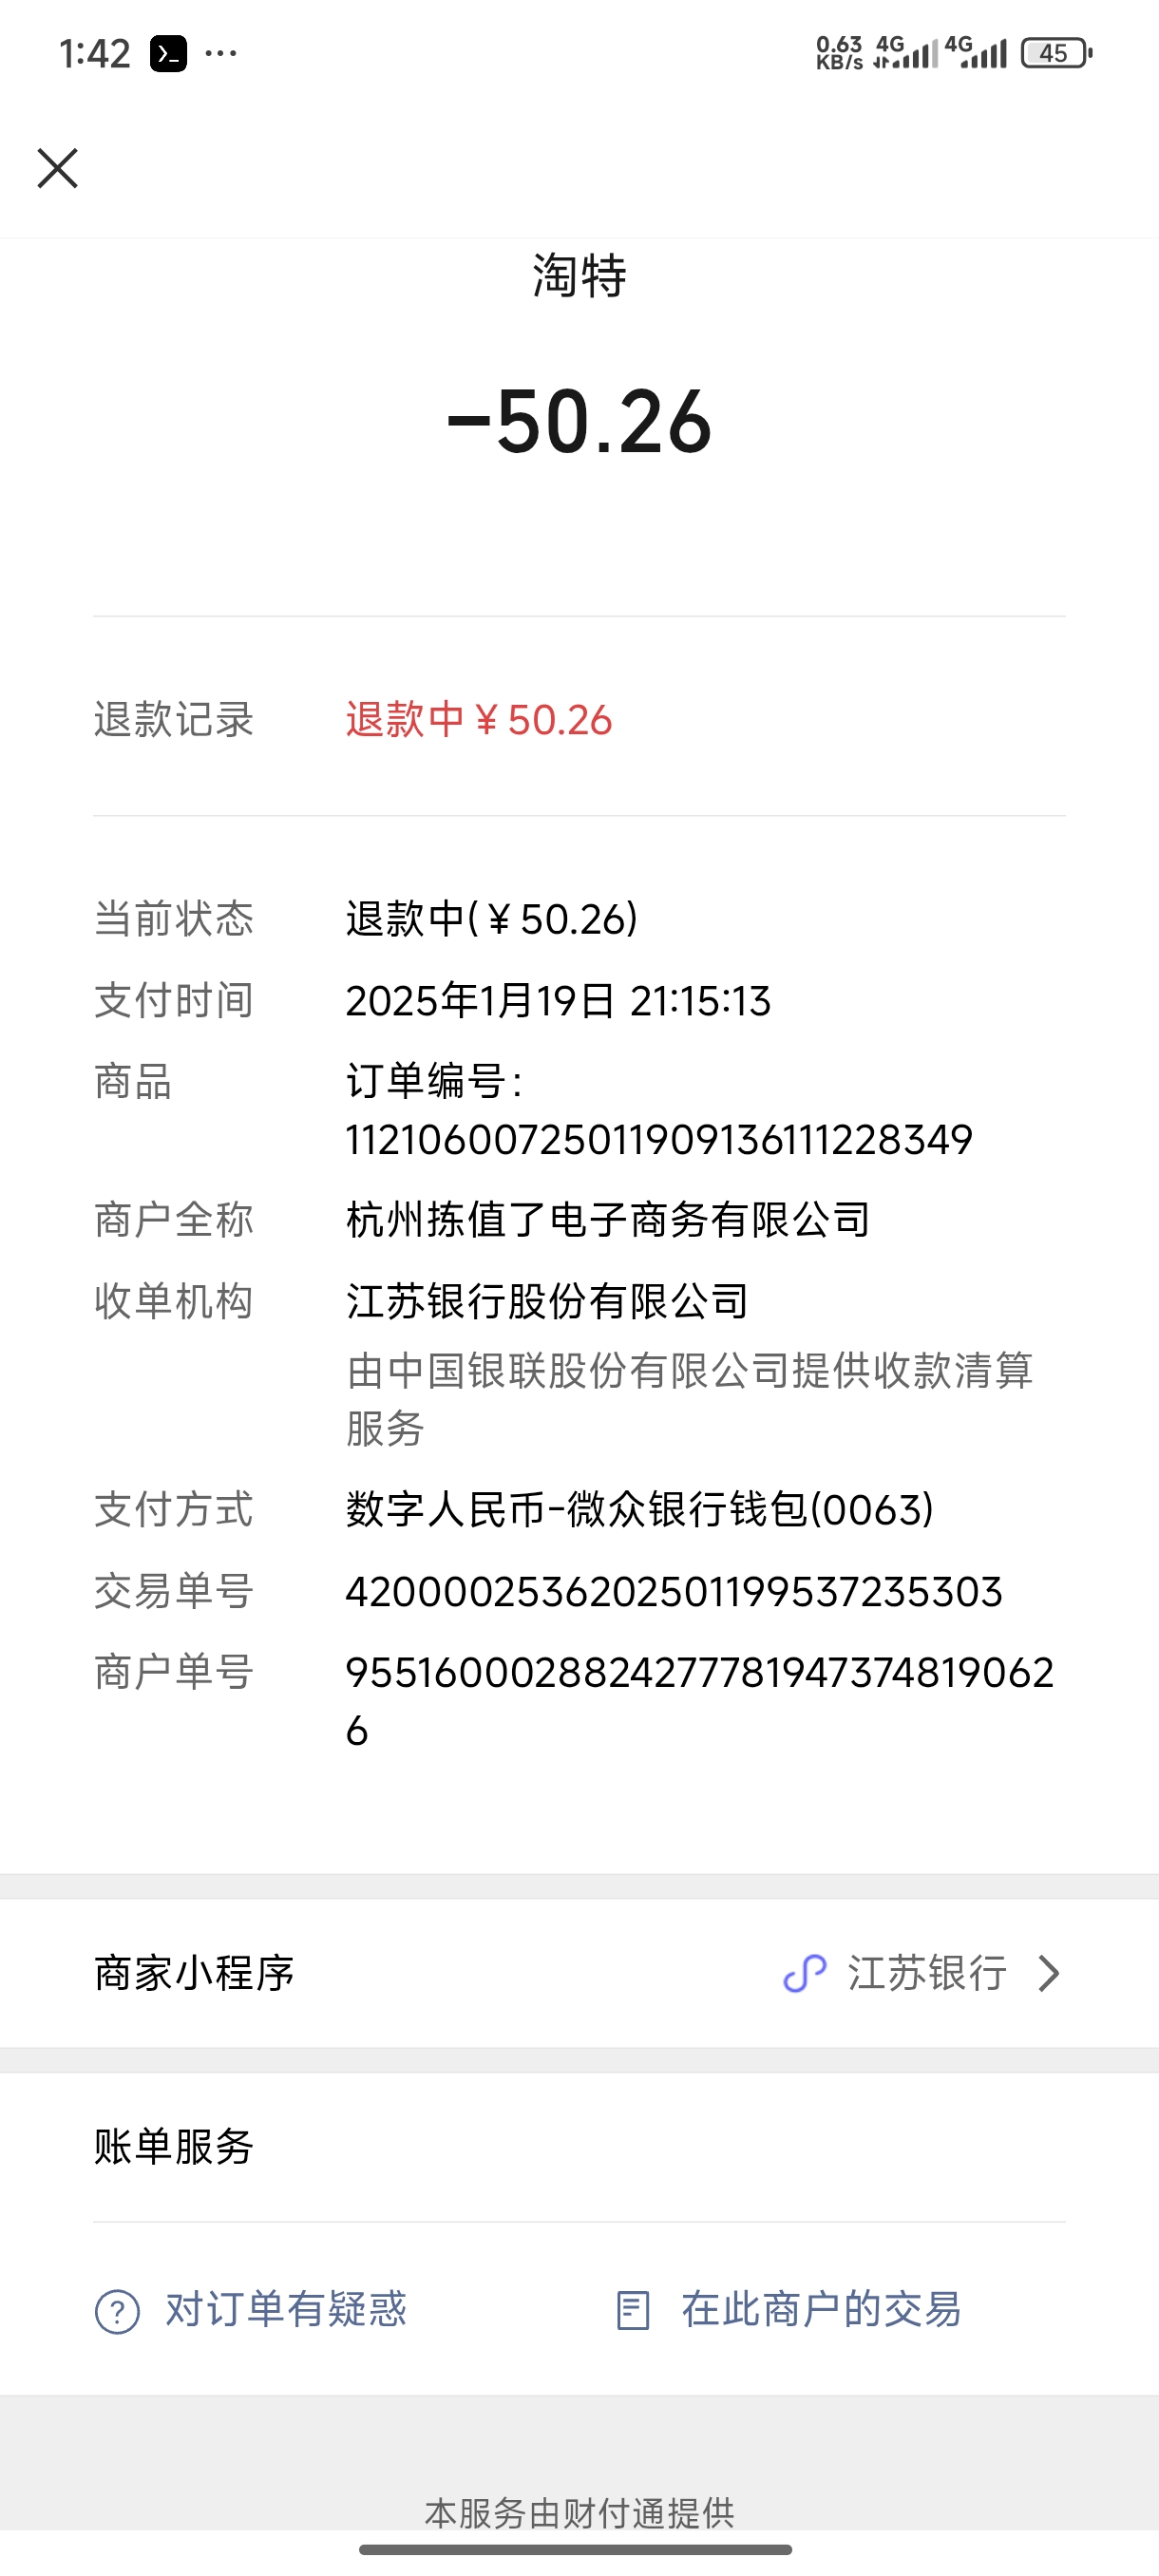 1:42 ··· 0.63 KB/s 4G 4G 45
淘特
-50.26
退款记录 退款中￥50.26
当前状态 退款中(￥50.26)
支付时间 2025年1月19日 21:15:13
商品 订单编号:
1121060072501190913611​1228349
商户全称 杭州拣值了电子商务有限公司
收单机构 江苏银行股份有限公司
由中国银联股份有限公司提供收款清算
服务
支付方式 数字人民币-微众银行钱包(0063)
交易单号 4200002536202501199537235303
商户单号 955160002882427778194737481906​2
6
商家小程序 江苏银行
账单服务
对订单有疑惑 在此商户的交易
本服务由财付通提供